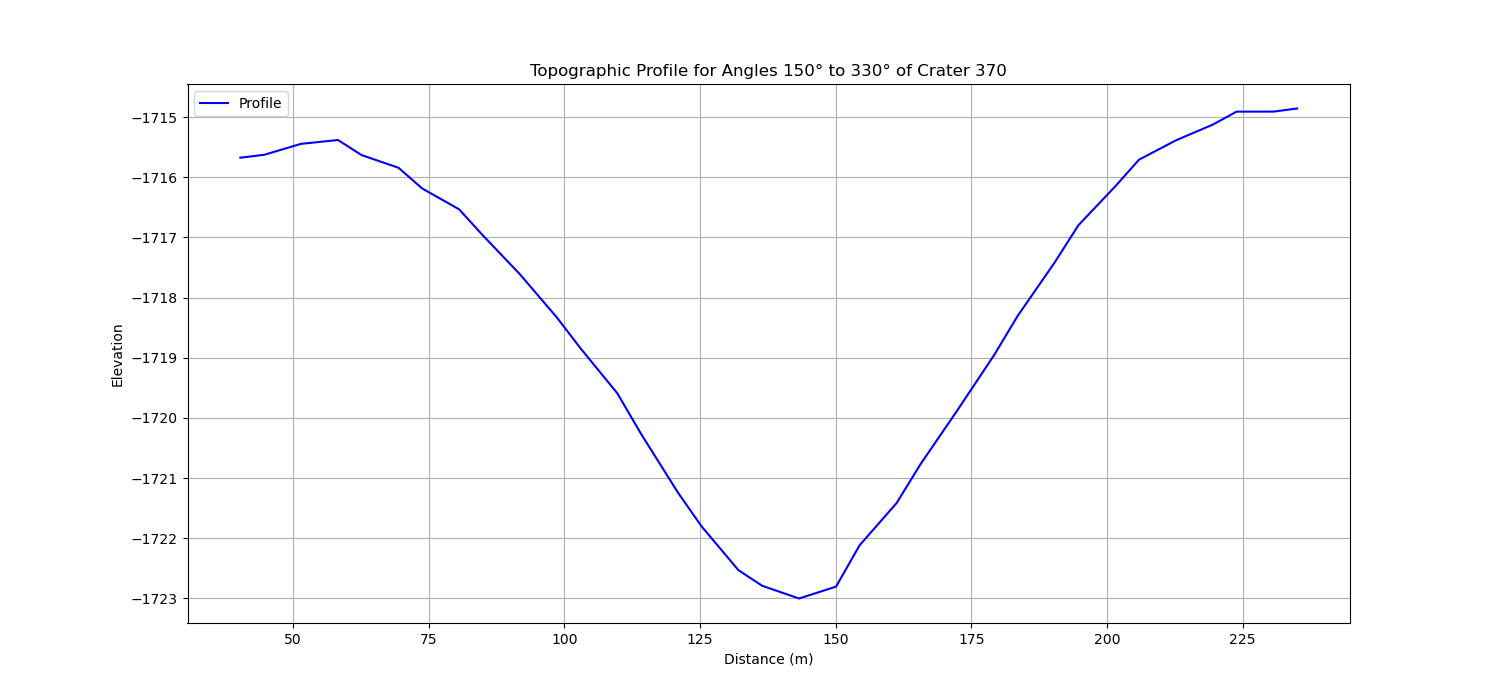 Topographic Profile for Angles 150° to 330° of Crater 370
Profile
−1715
−1716
−1717
−1718
−1719
−1720
−1721
−1722
−1723
Elevation
50 75 100 125 150 175 200 225
Distance (m)